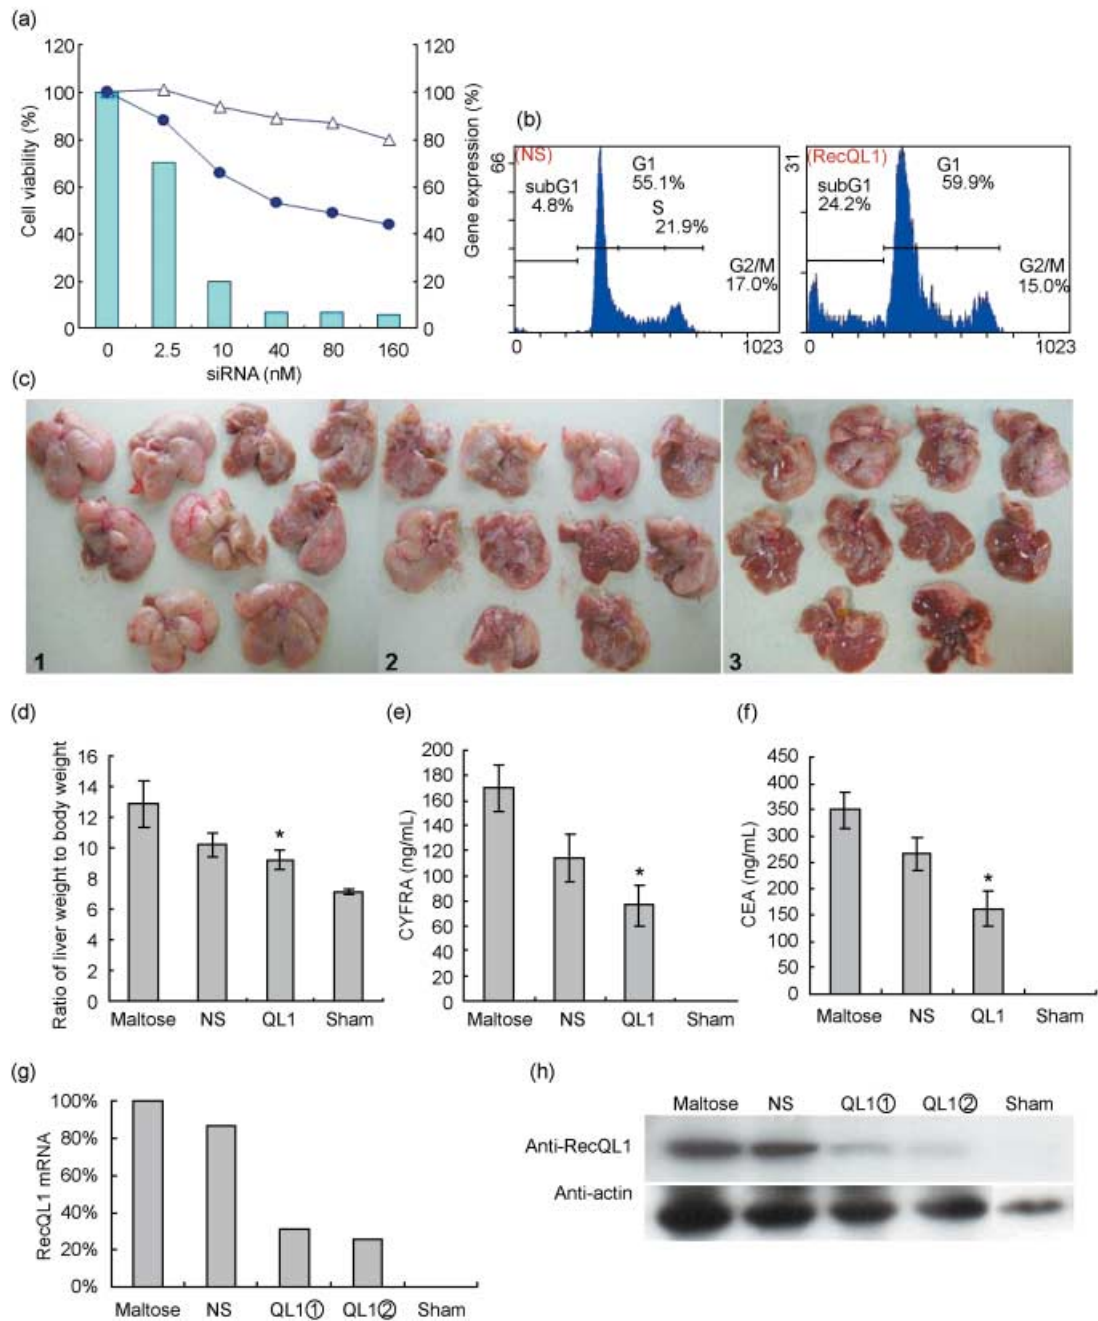 (a)
120
100
80
60
40
20
0
Cell viability (%)
120
100
80
60
40
20
0
Gene expression (%)
0 2.5 10 40 80 160
siRNA (nM)
(b)
66
(NS)
subG1
4.8%
G1
55.1%
S
21.9%
G2/M
17.0%
0 1023
31
(RecQL1)
subG1
24.2%
G1
59.9%
G2/M
15.0%
0 1023
(c)
1 2 3
(d)
Ratio of liver weight to body weight
16
14
12
10
8
6
4
2
0
*
Maltose NS QL1 Sham
(e)
CYFRA (ng/mL)
200
180
160
140
120
100
80
60
40
20
0
*
Maltose NS QL1 Sham
(f)
CEA (ng/mL)
450
400
350
300
250
200
150
100
50
0
*
Maltose NS QL1 Sham
(g)
RecQL1 mRNA
100%
80%
60%
40%
20%
0%
Maltose NS QL1① QL1② Sham
(h)
Maltose NS QL1① QL1② Sham
Anti-RecQL1
Anti-actin